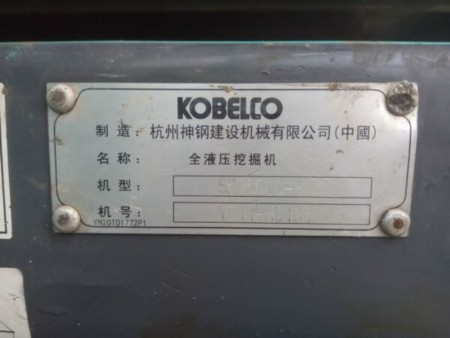 KOBELCO
制造：杭州神钢建设机械有限公司(中國)
名称：全液压挖掘机
机型：
机号：
YN20T01772P1